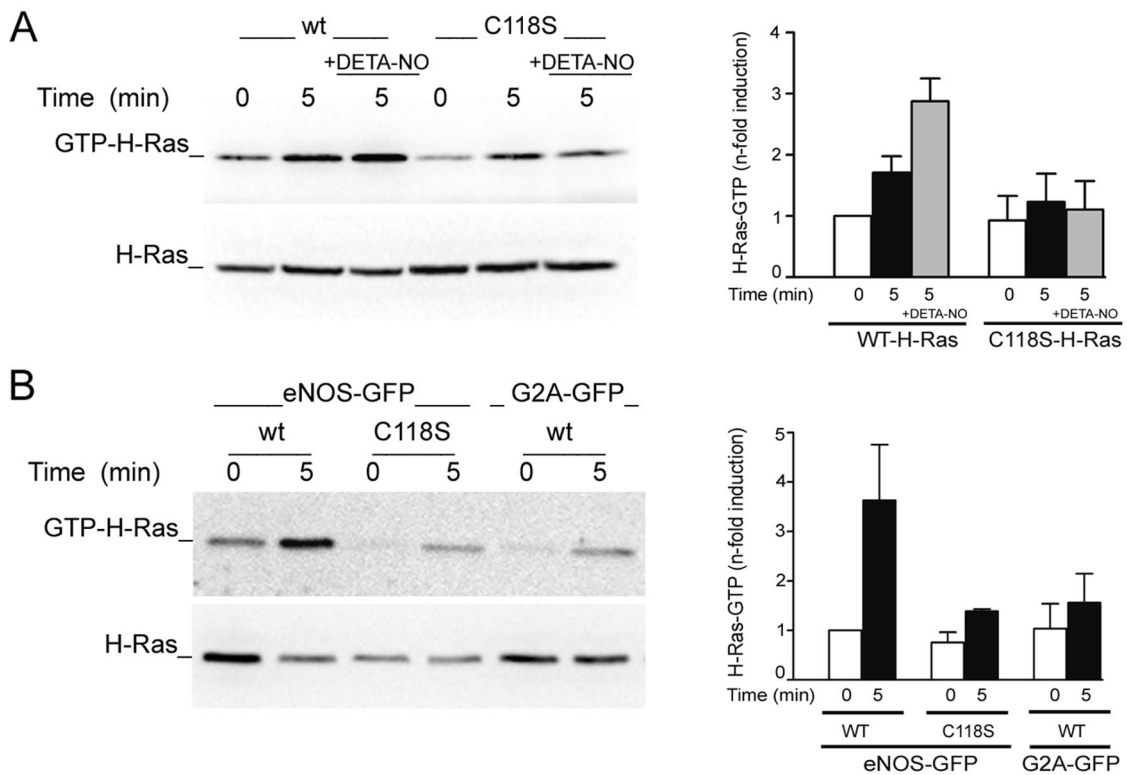 A
wt C118S
+DETA-NO +DETA-NO
Time (min) 0 5 5 0 5 5
GTP-H-Ras
H-Ras
H-Ras-GTP (n-fold induction)
4
3
2
1
0
Time (min) 0 5 5 0 5 5
+DETA-NO +DETA-NO
WT-H-Ras C118S-H-Ras
B
eNOS-GFP G2A-GFP
wt C118S wt
Time (min) 0 5 0 5 0 5
GTP-H-Ras
H-Ras
H-Ras-GTP (n-fold induction)
5
4
3
2
1
0
Time (min) 0 5 0 5 0 5
WT C118S WT
eNOS-GFP G2A-GFP